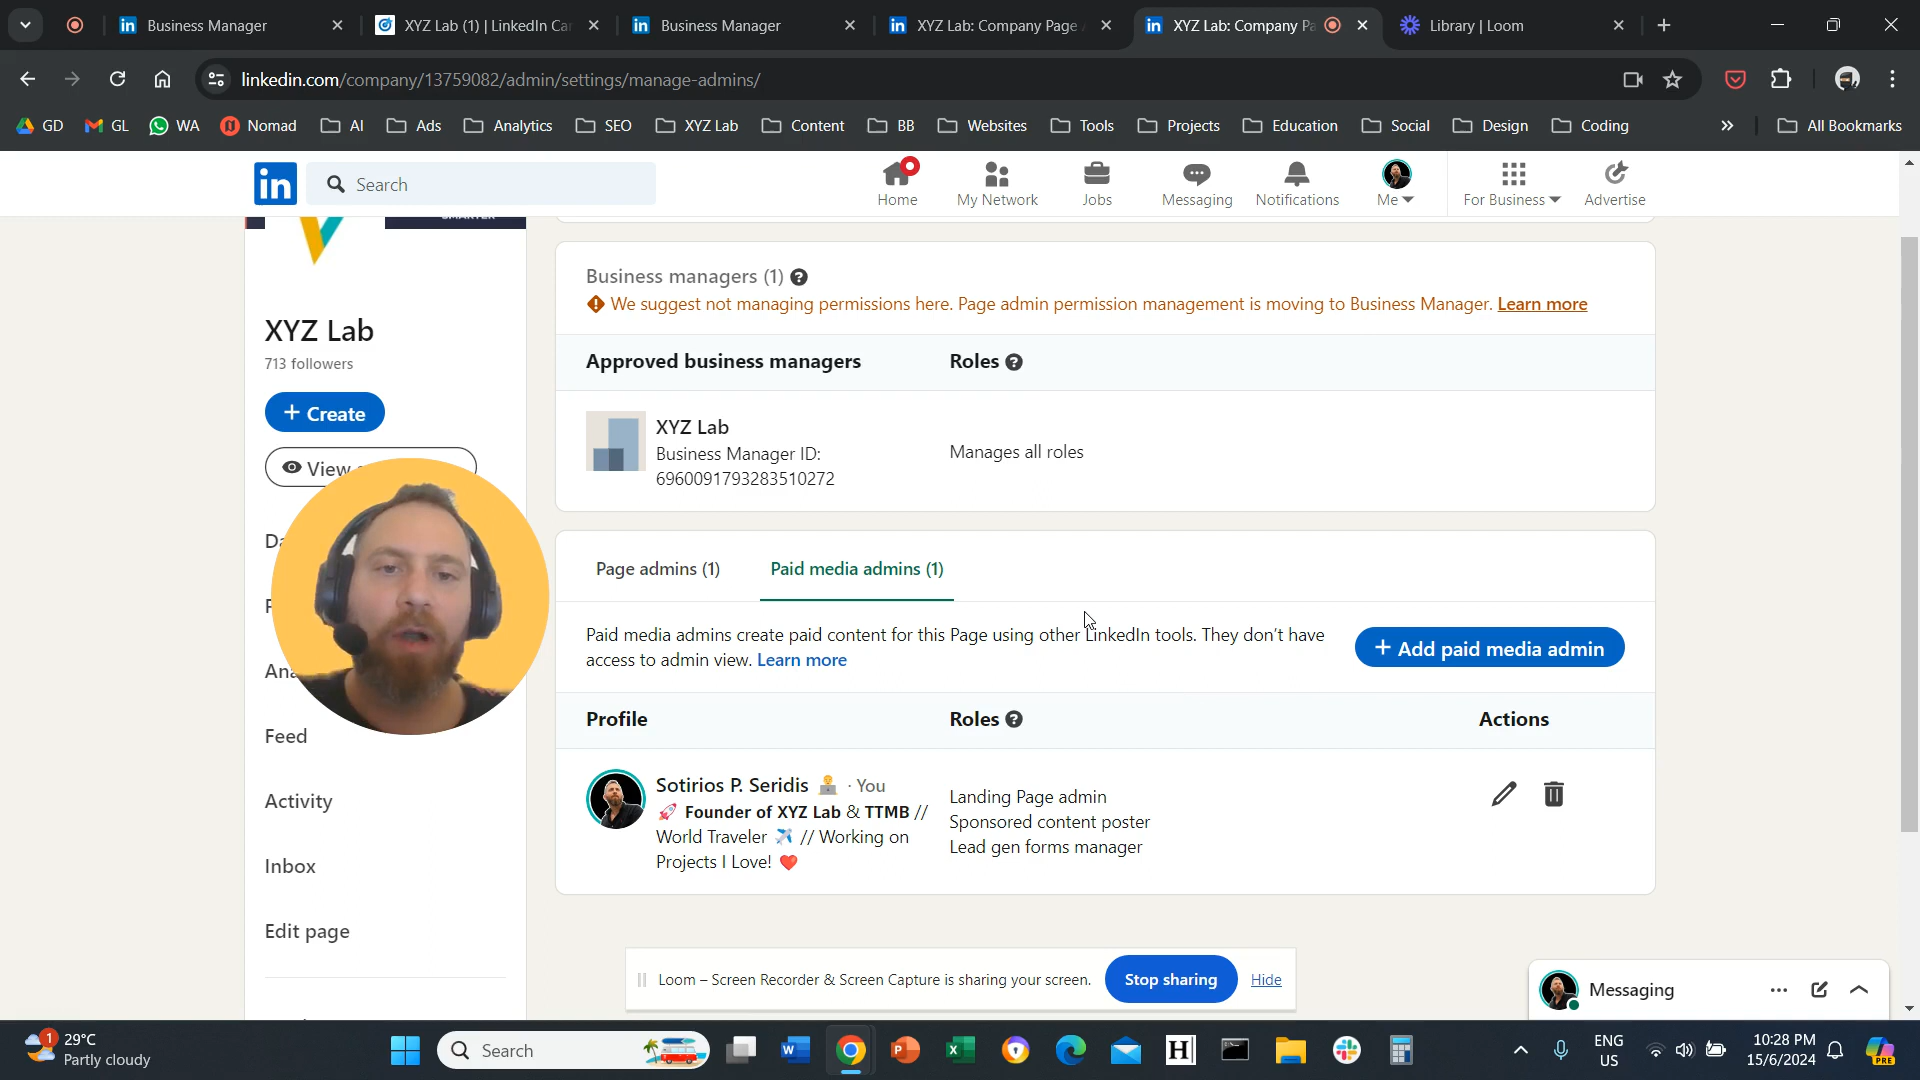 Business Manager
XYZ Lab (1) | LinkedIn Car
Business Manager
XYZ Lab: Company Page
XYZ Lab: Company Pa
Library | Loom
linkedin.com/company/13759082/admin/settings/manage-admins/
GD
GL
WA
Nomad
AI
Ads
Analytics
SEO
XYZ Lab
Content
BB
Websites
Tools
Projects
Education
Social
Design
Coding
All Bookmarks
in
Search
Home
My Network
Jobs
Messaging
Notifications
Me
For Business
Advertise
SMARTER
XYZ Lab
713 followers
+ Create
View
Feed
Activity
Inbox
Edit page
Business managers (1)
We suggest not managing permissions here. Page admin permission management is moving to Business Manager. Learn more
Approved business managers
Roles
XYZ Lab
Business Manager ID:
6960091793283510272
Manages all roles
Page admins (1)
Paid media admins (1)
Paid media admins create paid content for this Page using other LinkedIn tools. They don't have
access to admin view. Learn more
+ Add paid media admin
Profile
Roles
Actions
Sotirios P. Seridis · You
🚀 Founder of XYZ Lab & TTMB //
World Traveler ✈️ // Working on
Projects I Love! ❤️
Landing Page admin
Sponsored content poster
Lead gen forms manager
Loom – Screen Recorder & Screen Capture is sharing your screen.
Stop sharing
Hide
Messaging
1
29°C
Partly cloudy
Search
ENG
US
10:28 PM
15/6/2024
PRE